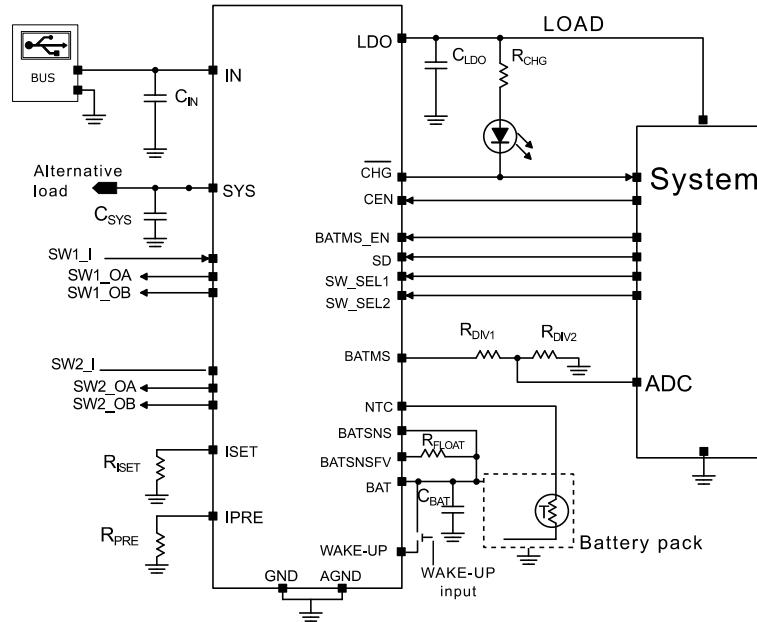 BUS
IN
C_IN
Alternative
load
SYS
C_SYS
SW1_I
SW1_OA
SW1_OB
SW2_I
SW2_OA
SW2_OB
R_ISET
ISET
R_PRE
IPRE
GND
AGND
LDO
C_LDO
R_CHG
LOAD
CHG
CEN
BATMS_EN
SD
SW_SEL1
SW_SEL2
BATMS
R_DIV1
R_DIV2
NTC
BATSNS
R_FLOAT
BATSNSFV
BAT
C_BAT
WAKE-UP
WAKE-UP
input
T
Battery pack
System
ADC